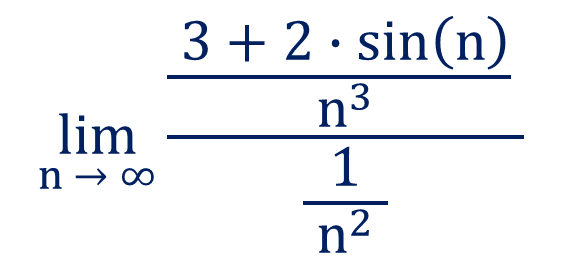 3 + 2 · sin(n)
n³
lim
n → ∞
1
n²